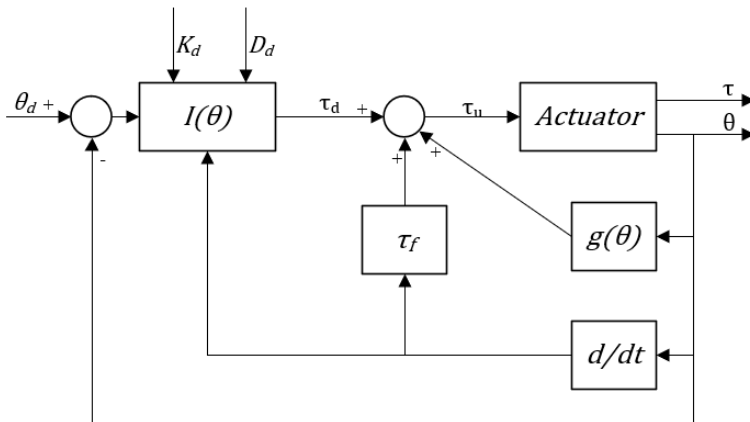 K_d D_d
θ_d + I(θ) τ_d + τ_u Actuator τ
θ
- + +
τ_f g(θ)
d/dt